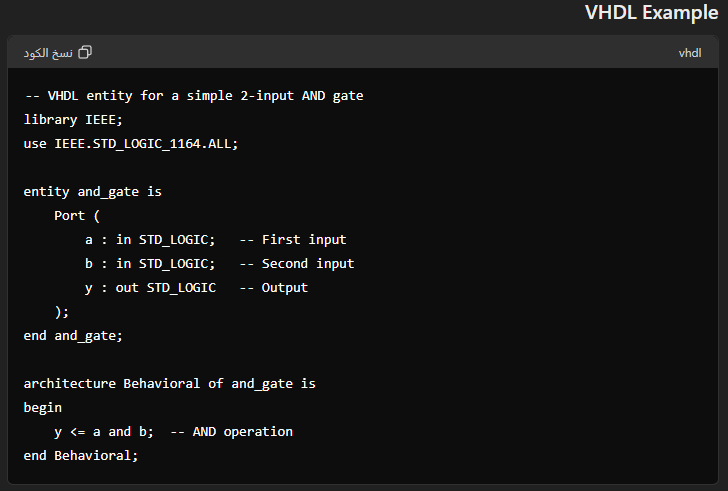 VHDL Example
نسخ الكود
vhdl
-- VHDL entity for a simple 2-input AND gate
library IEEE;
use IEEE.STD_LOGIC_1164.ALL;

entity and_gate is
    Port (
        a : in STD_LOGIC;   -- First input
        b : in STD_LOGIC;   -- Second input
        y : out STD_LOGIC   -- Output
    );
end and_gate;

architecture Behavioral of and_gate is
begin
    y <= a and b;  -- AND operation
end Behavioral;